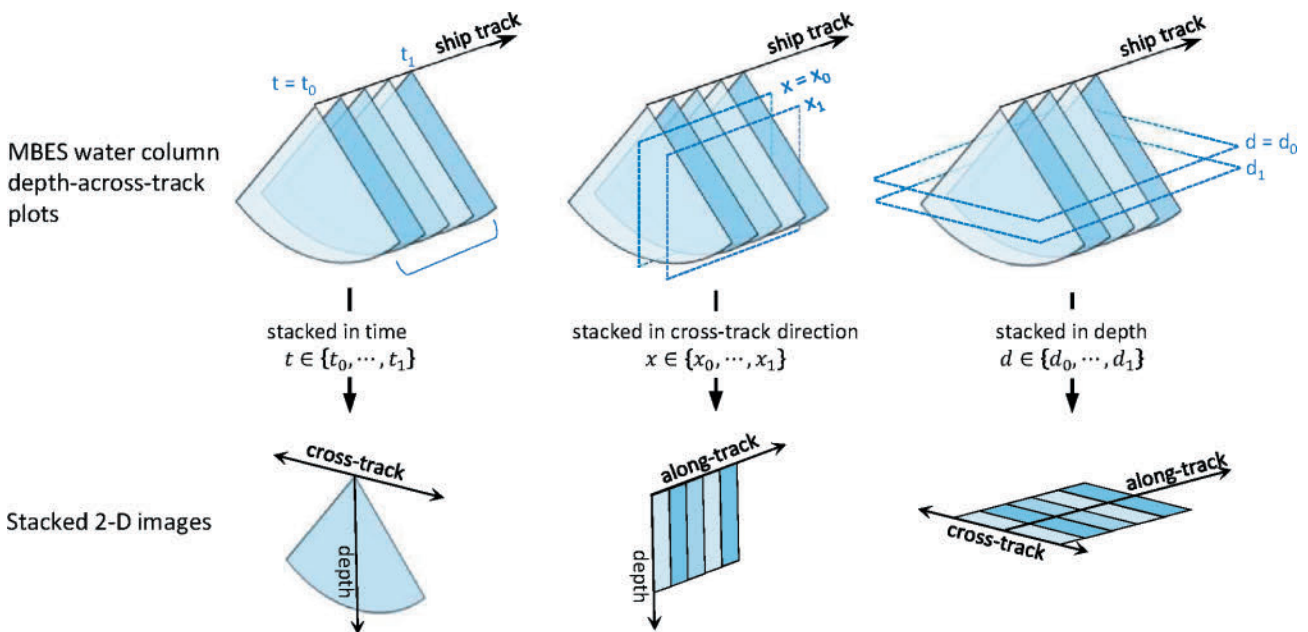 ship track
t₁
t = t₀
ship track
x = x₀
x₁
ship track
d = d₀
d₁
MBES water column
depth-across-track
plots
stacked in time
t ∈ {t₀, ⋯, t₁}
stacked in cross-track direction
x ∈ {x₀, ⋯, x₁}
stacked in depth
d ∈ {d₀, ⋯, d₁}
Stacked 2-D images
cross-track
depth
along-track
depth
along-track
cross-track